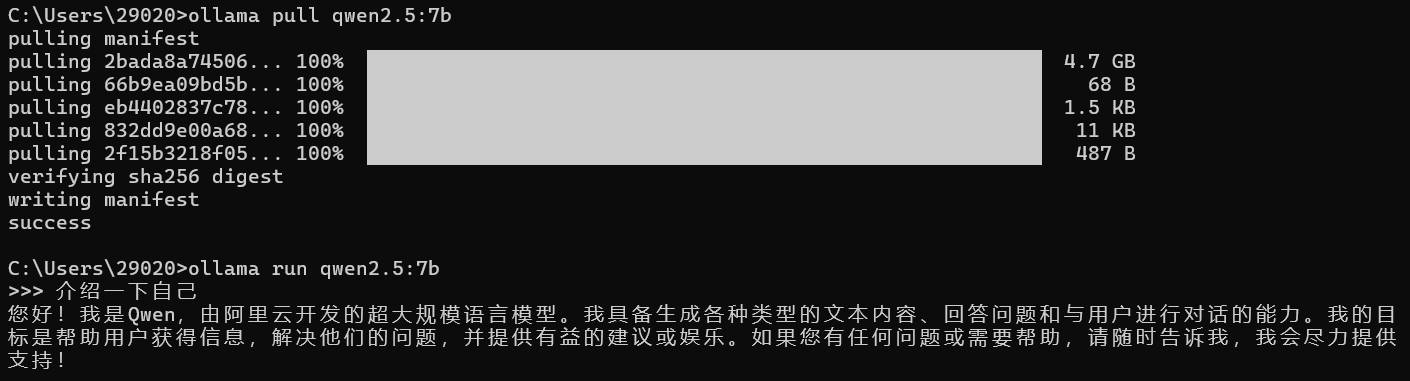 C:\Users\29020>ollama pull qwen2.5:7b
pulling manifest
pulling 2bada8a74506... 100% 4.7 GB
pulling 66b9ea09bd5b... 100% 68 B
pulling eb4402837c78... 100% 1.5 KB
pulling 832dd9e00a68... 100% 11 KB
pulling 2f15b3218f05... 100% 487 B
verifying sha256 digest
writing manifest
success
C:\Users\29020>ollama run qwen2.5:7b
>>> 介绍一下自己
您好！我是Qwen，由阿里云开发的超大规模语言模型。我具备生成各种类型的文本内容、回答问题和与用户进行对话的能力。我的目
标是帮助用户获得信息，解决他们的问题，并提供有益的建议或娱乐。如果您有任何问题或需要帮助，请随时告诉我，我会尽力提供
支持！